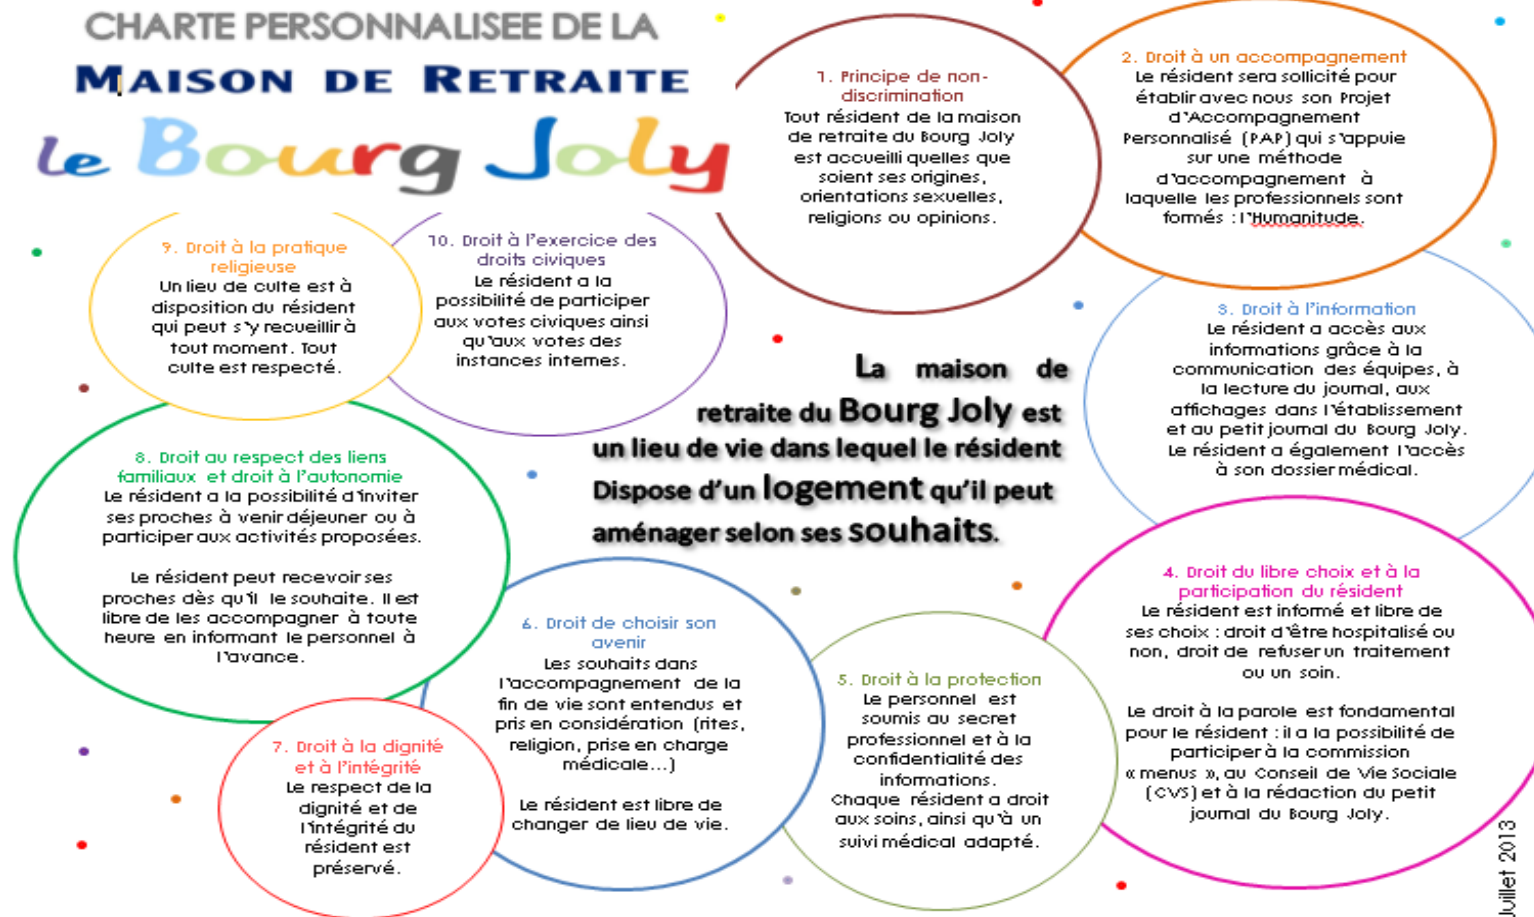 CHARTE PERSONNALISEE DE LA
MAISON DE RETRAITE
le Bourg Joly
1. Principe de non-
discrimination
Tout résident de la maison
de retraite du Bourg Joly
est accueilli quelles que
soient ses origines,
orientations sexuelles,
religions ou opinions.
2. Droit à un accompagnement
Le résident sera sollicité pour
établir avec nous son Projet
d'Accompagnement
Personnalisé (PAP) qui s'appuie
sur une méthode
d'accompagnement à
laquelle les professionnels sont
formés : l'Humanitude.
3. Droit à l'information
Le résident a accès aux
informations grâce à la
communication des équipes, à
la lecture du journal, aux
affichages dans l'établissement
et au petit journal du Bourg Joly.
Le résident a également l'accès
à son dossier médical.
4. Droit du libre choix et à la
participation du résident
Le résident est informé et libre de
ses choix : droit d'être hospitalisé ou
non, droit de refuser un traitement
ou un soin.
Le droit à la parole est fondamental
pour le résident : il a la possibilité de
participer à la commission
« menus », au Conseil de Vie Sociale
(CVS) et à la rédaction du petit
journal du Bourg Joly.
5. Droit à la protection
Le personnel est
soumis au secret
professionnel et à la
confidentialité des
informations.
Chaque résident a droit
aux soins, ainsi qu'à un
suivi médical adapté.
6. Droit de choisir son
avenir
Les souhaits dans
l'accompagnement de la
fin de vie sont entendus et
pris en considération (rites,
religion, prise en charge
médicale...)
Le résident est libre de
changer de lieu de vie.
7. Droit à la dignité
et à l'intégrité
Le respect de la
dignité et de
l'intégrité du
résident est
préservé.
8. Droit au respect des liens
familiaux et droit à l'autonomie
Le résident a la possibilité d'inviter
ses proches à venir déjeuner ou à
participer aux activités proposées.
Le résident peut recevoir ses
proches dès qu'il le souhaite. Il est
libre de les accompagner à toute
heure en informant le personnel à
l'avance.
9. Droit à la pratique
religieuse
Un lieu de culte est à
disposition du résident
qui peut s'y recueillir à
tout moment. Tout
culte est respecté.
10. Droit à l'exercice des
droits civiques
Le résident a la
possibilité de participer
aux votes civiques ainsi
qu'aux votes des
instances internes.
La maison de
retraite du Bourg Joly est
un lieu de vie dans lequel le résident
Dispose d'un logement qu'il peut
aménager selon ses souhaits.
Juillet 2013